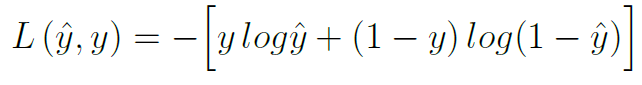 L (ŷ, y) = −[y logŷ + (1 − y) log(1 − ŷ)]